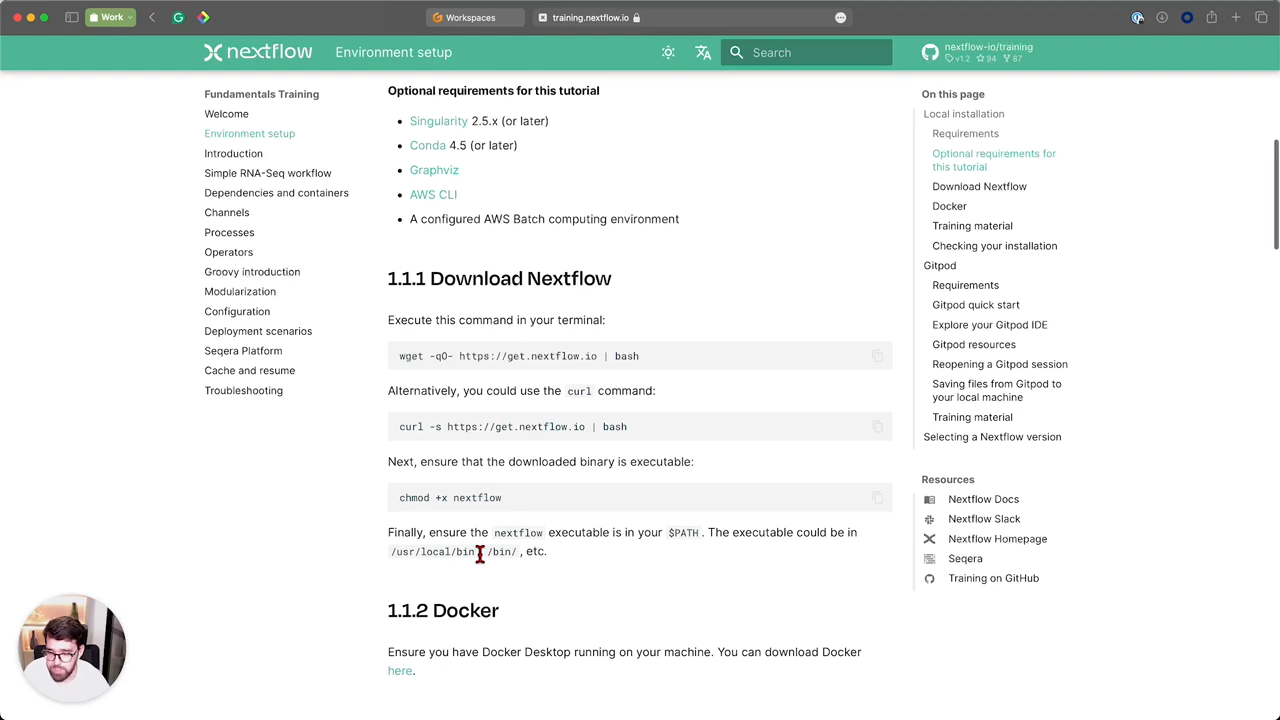 Work
Workspaces
training.nextflow.io
nextflow
Environment setup
Search
nextflow-io/training
v1.2 94 87
Fundamentals Training
Welcome
Environment setup
Introduction
Simple RNA-Seq workflow
Dependencies and containers
Channels
Processes
Operators
Groovy introduction
Modularization
Configuration
Deployment scenarios
Seqera Platform
Cache and resume
Troubleshooting
Optional requirements for this tutorial
Singularity 2.5.x (or later)
Conda 4.5 (or later)
Graphviz
AWS CLI
A configured AWS Batch computing environment
1.1.1 Download Nextflow
Execute this command in your terminal:
wget -qO- https://get.nextflow.io | bash
Alternatively, you could use the curl command:
curl -s https://get.nextflow.io | bash
Next, ensure that the downloaded binary is executable:
chmod +x nextflow
Finally, ensure the nextflow executable is in your $PATH. The executable could be in
/usr/local/bin /bin/, etc.
1.1.2 Docker
Ensure you have Docker Desktop running on your machine. You can download Docker
here.
On this page
Local installation
Requirements
Optional requirements for
this tutorial
Download Nextflow
Docker
Training material
Checking your installation
Gitpod
Requirements
Gitpod quick start
Explore your Gitpod IDE
Gitpod resources
Reopening a Gitpod session
Saving files from Gitpod to
your local machine
Training material
Selecting a Nextflow version
Resources
Nextflow Docs
Nextflow Slack
Nextflow Homepage
Seqera
Training on GitHub